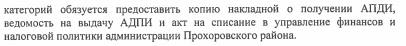 категорий обязуется предоставить копию накладной о получении АПДИ,
ведомость на выдачу АДПИ и акт на списание в управление финансов и
налоговой политики администрации Прохоровского района.